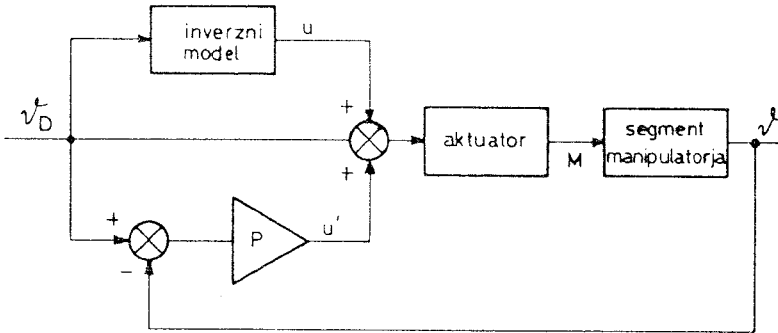 inverzni
model
u
+
ϑ_D
+
aktuator
M
segment
manipulatorja
ϑ
+
-
P
u'